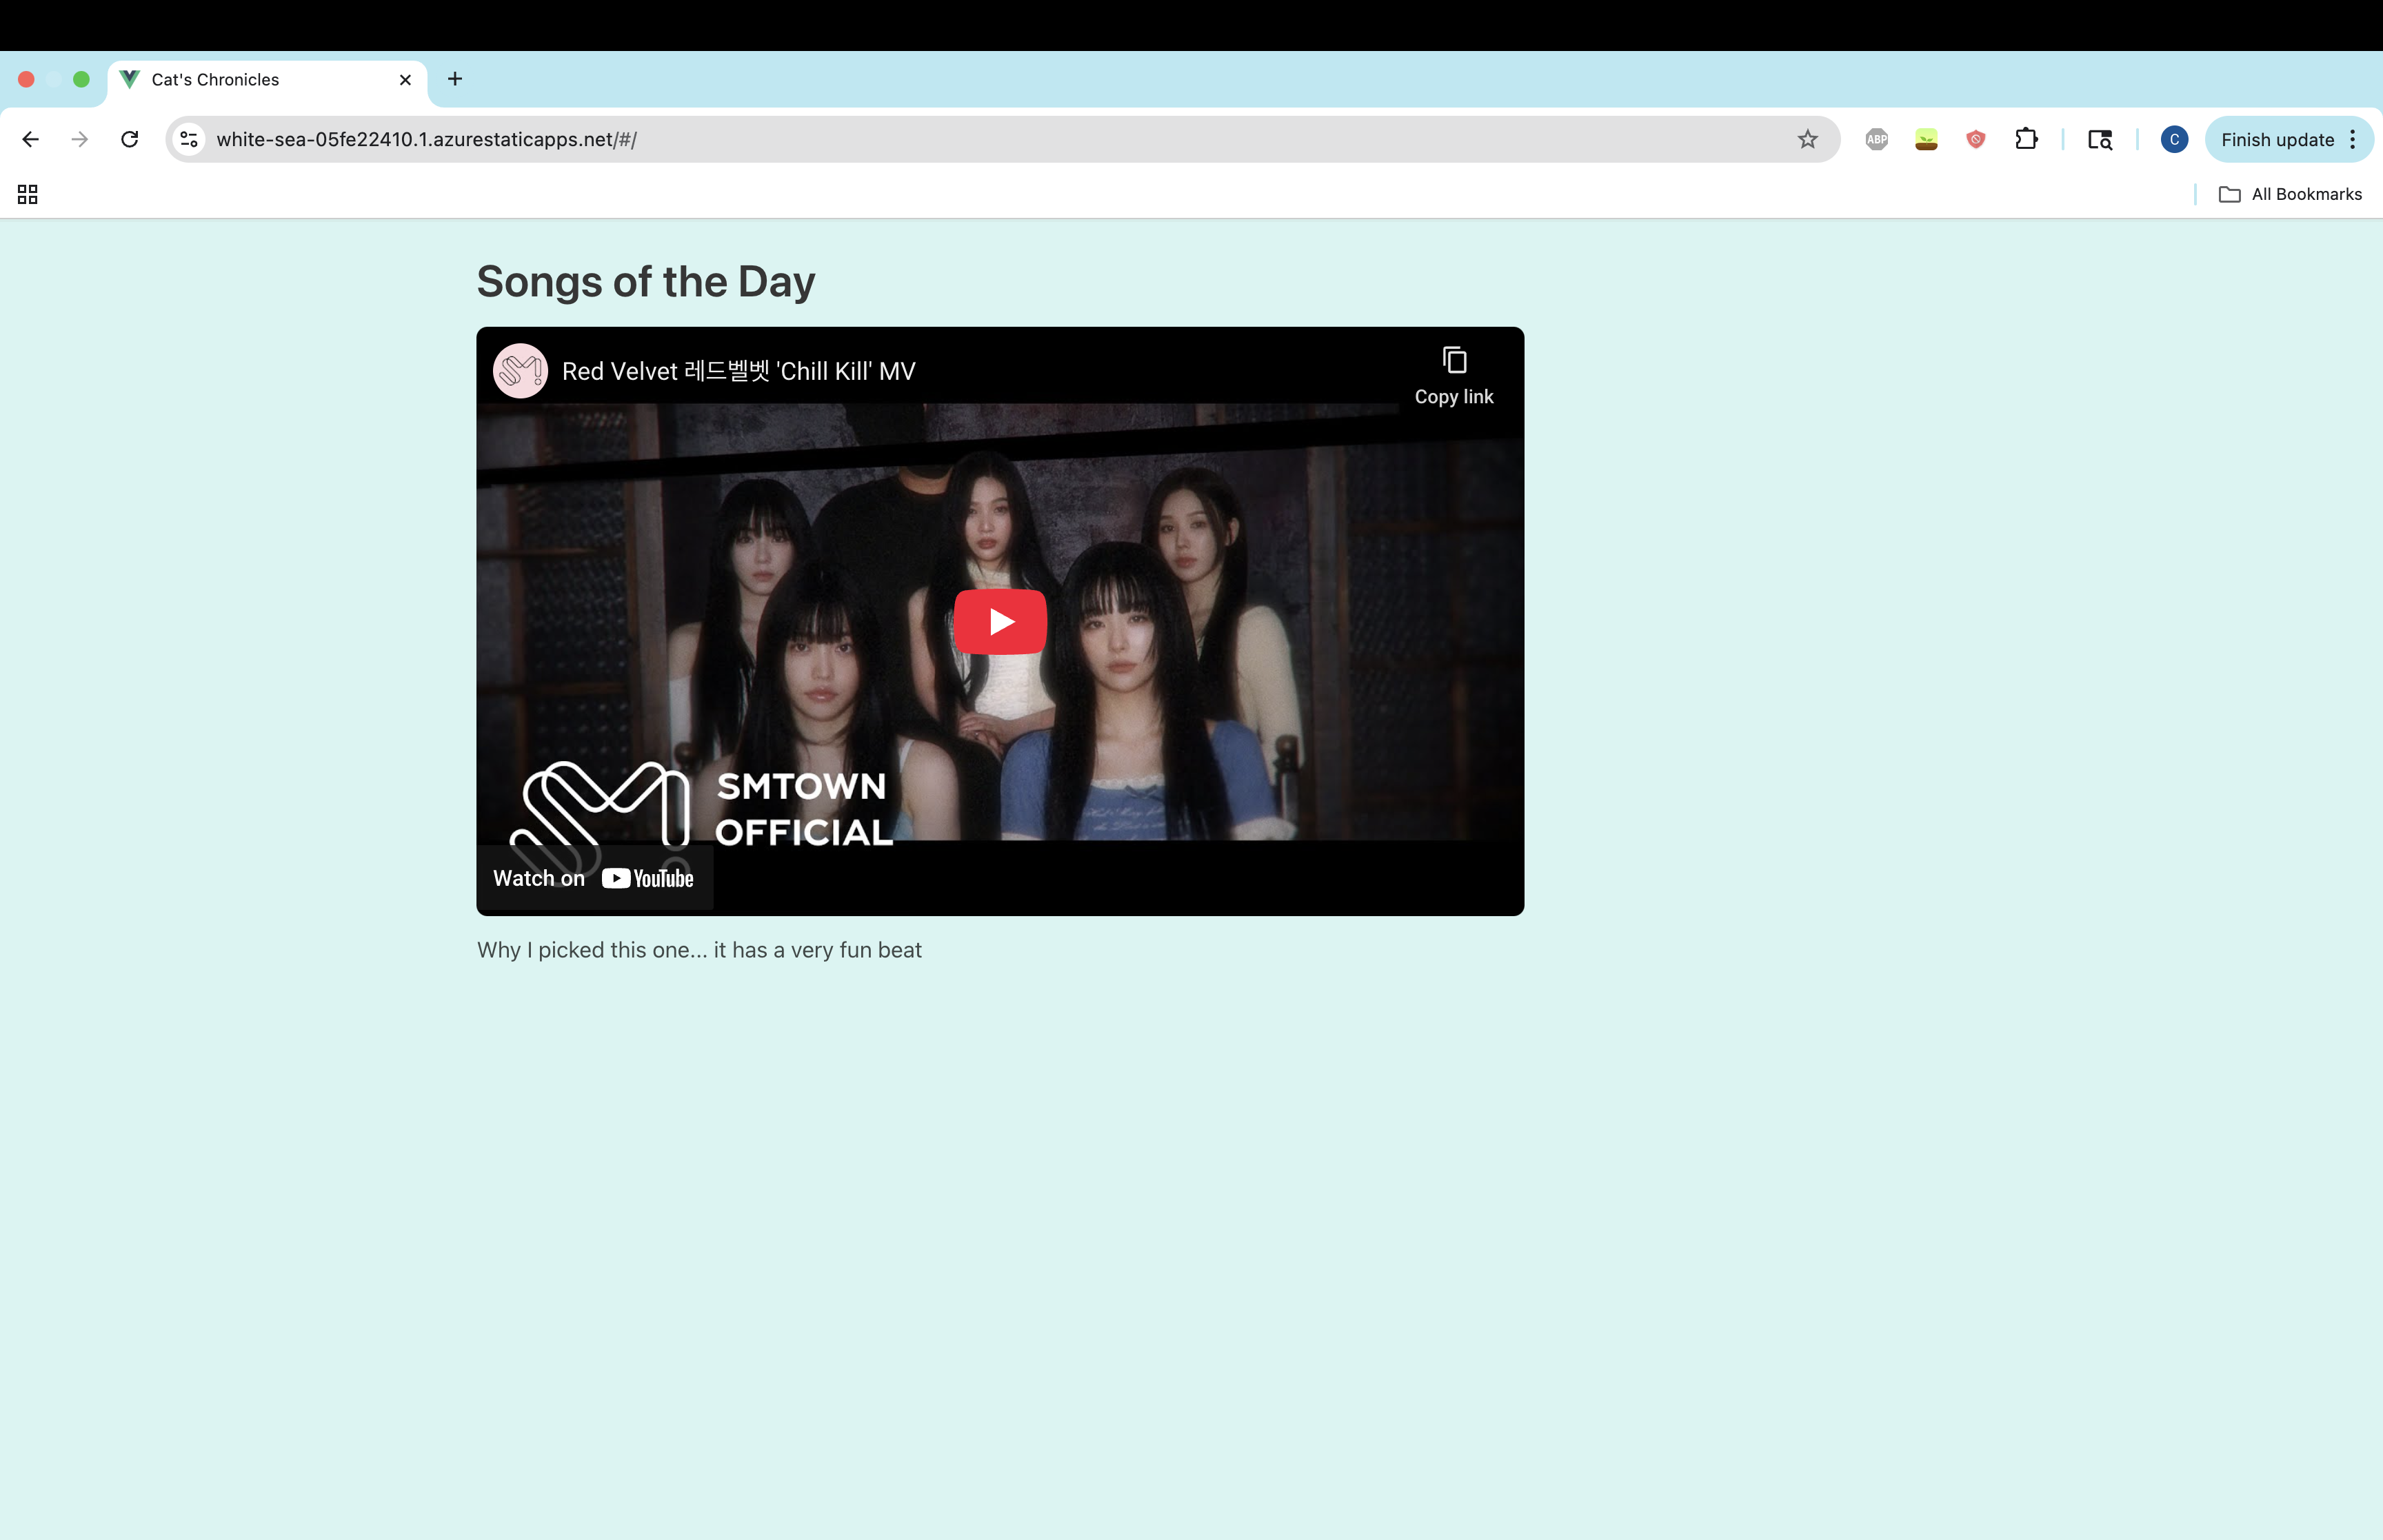 Cat's Chronicles
white-sea-05fe22410.1.azurestaticapps.net/#/
ABP
C
Finish update
All Bookmarks
Songs of the Day
Red Velvet 레드벨벳 'Chill Kill' MV
Copy link
SMTOWN
OFFICIAL
Watch on YouTube
Why I picked this one... it has a very fun beat